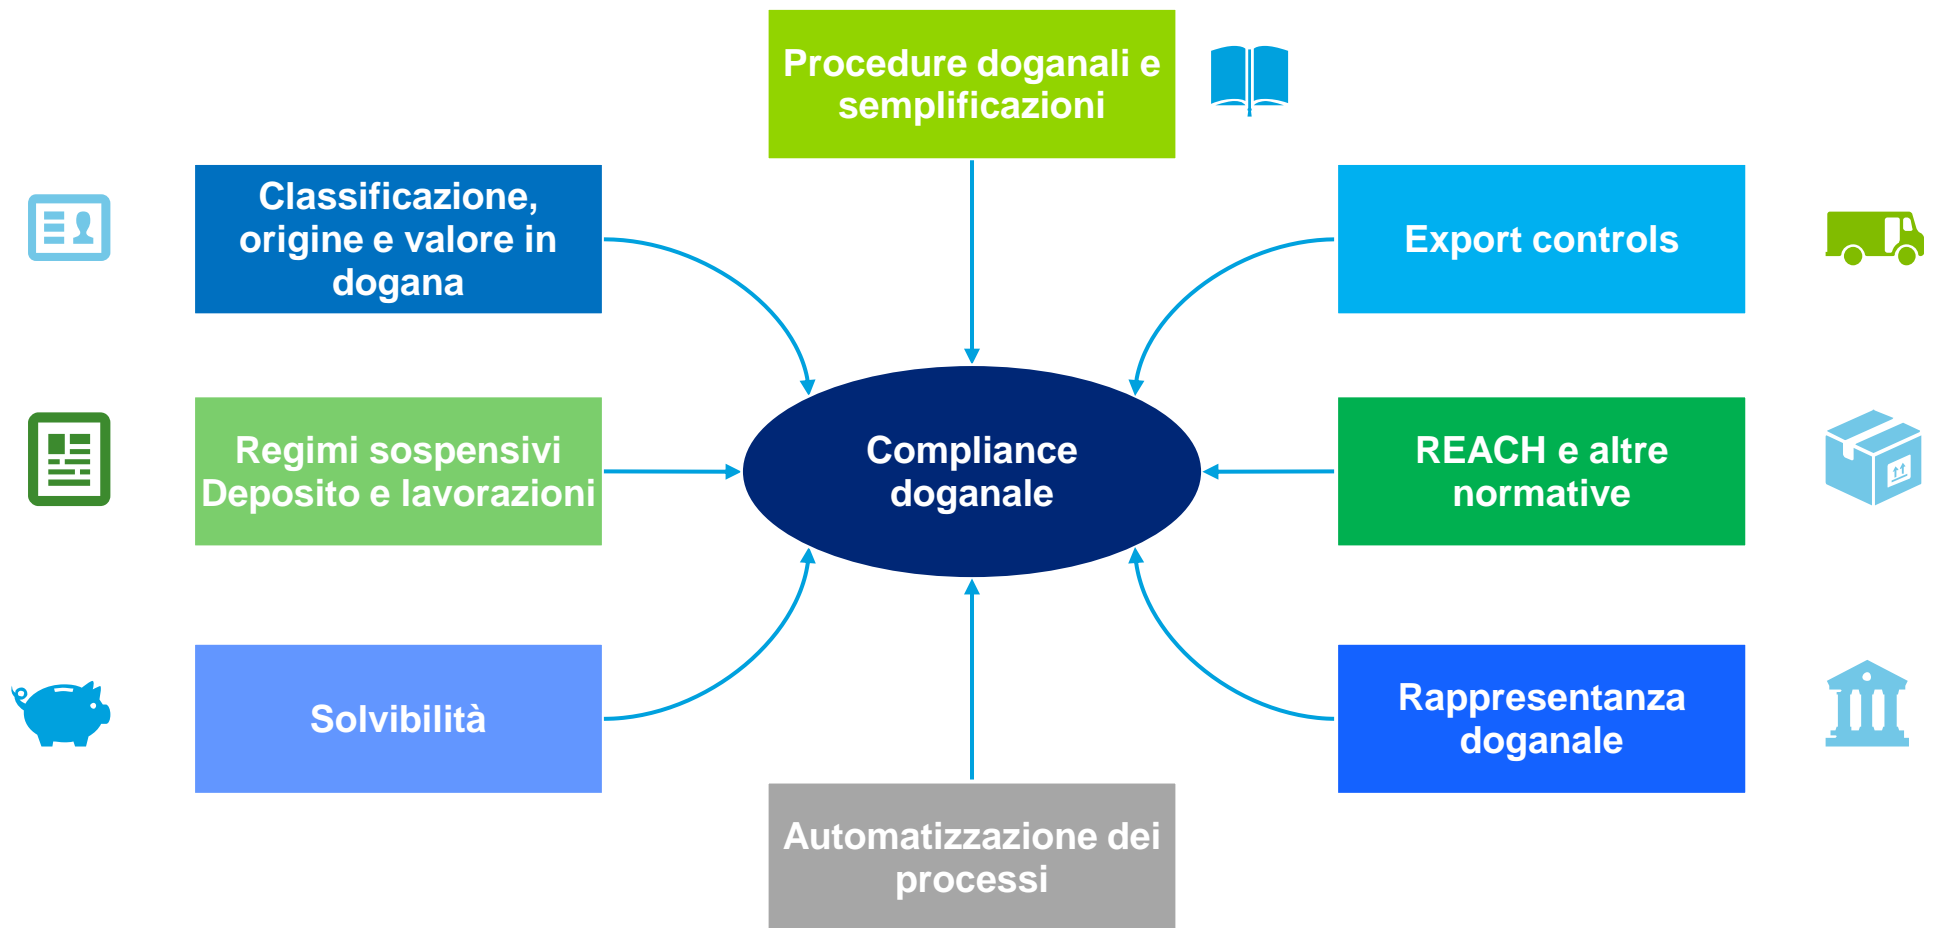 Procedure doganali e
semplificazioni
Classificazione,
origine e valore in
dogana
Export controls
Regimi sospensivi
Deposito e lavorazioni
Compliance
doganale
REACH e altre
normative
Solvibilità
Rappresentanza
doganale
Automatizzazione dei
processi